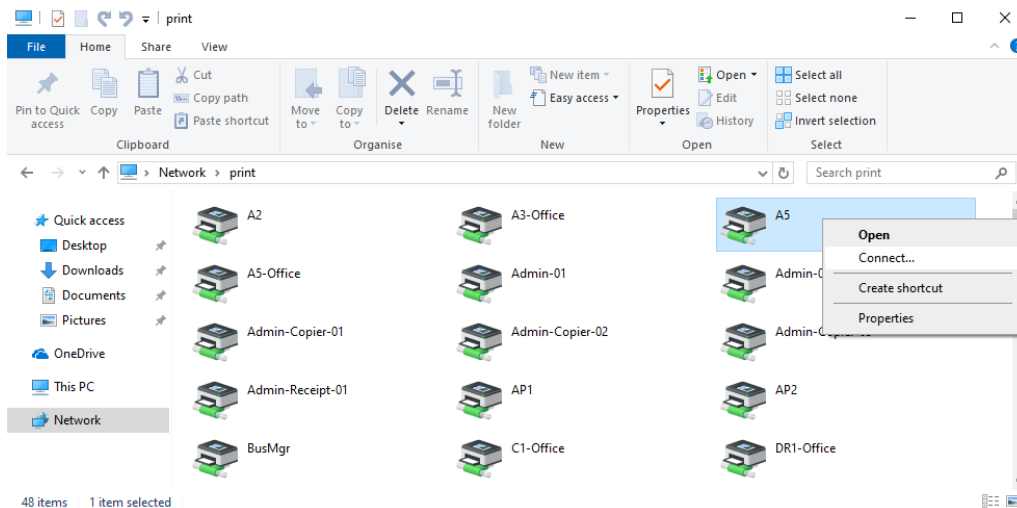 print
File Home Share View
Pin to Quick access
Copy
Paste
Cut
Copy path
Paste shortcut
Move to
Copy to
Delete
Rename
New folder
New item
Easy access
Properties
Open
Edit
History
Select all
Select none
Invert selection
Clipboard Organise New Open Select
Network > print
Search print
Quick access
Desktop
Downloads
Documents
Pictures
OneDrive
This PC
Network
A2 A3-Office A5
A5-Office Admin-01
Admin-Copier-01 Admin-Copier-02
Admin-Receipt-01 AP1 AP2
BusMgr C1-Office DR1-Office
Open
Connect...
Create shortcut
Properties
48 items 1 item selected